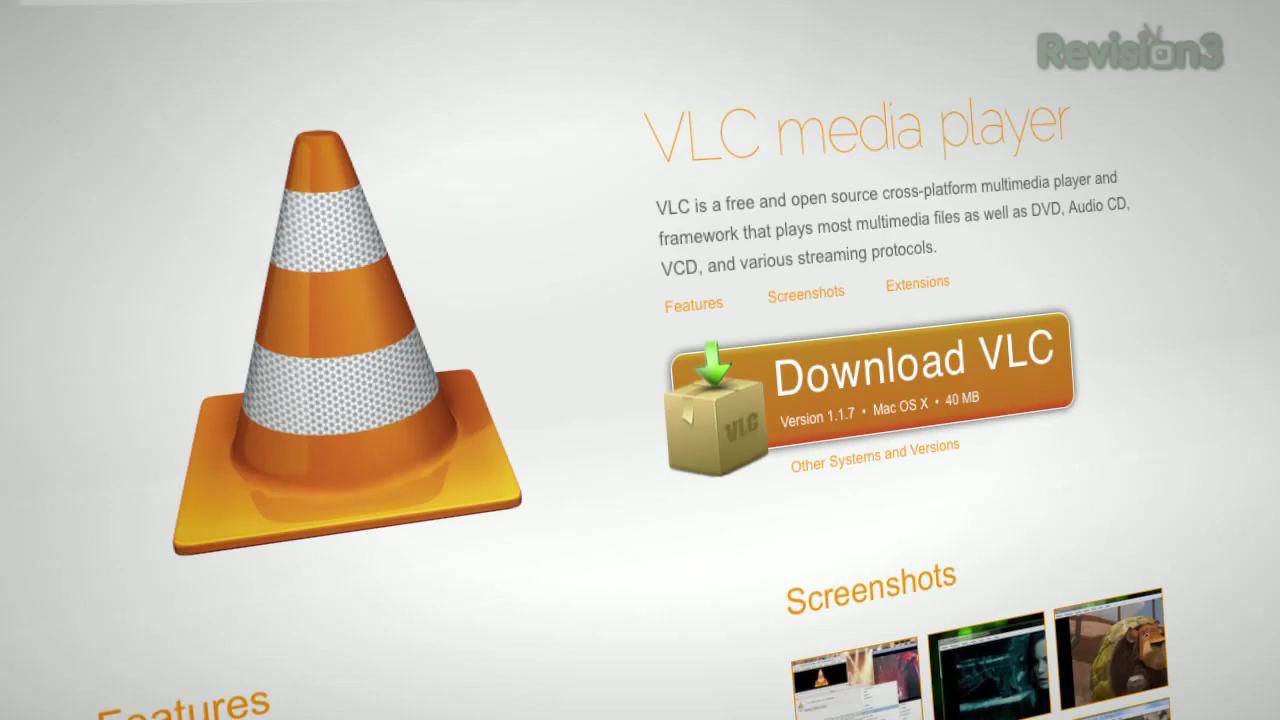 Revision3
VLC media player
VLC is a free and open source cross-platform multimedia player and
framework that plays most multimedia files as well as DVD, Audio CD,
VCD, and various streaming protocols.
Features Screenshots Extensions
Download VLC
Version 1.1.7 • Mac OS X • 40 MB
VLC
Other Systems and Versions
Screenshots
Features